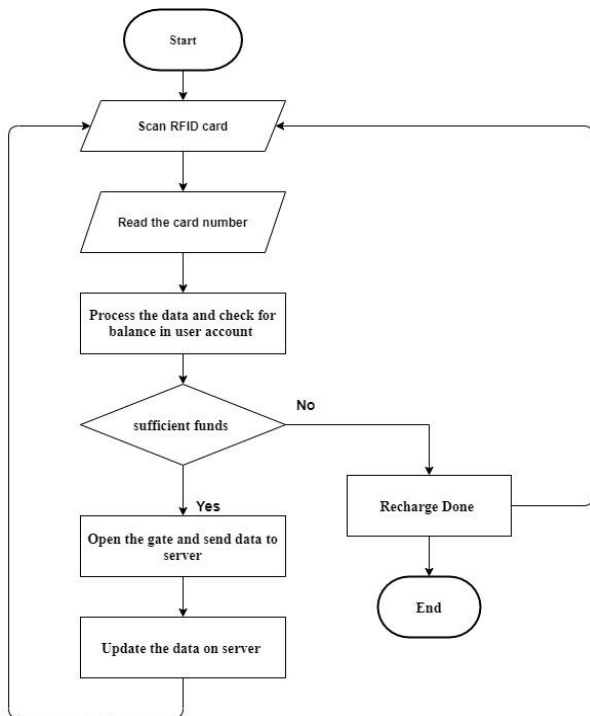 Start
Scan RFID card
Read the card number
Process the data and check for
balance in user account
sufficient funds
No
Yes
Recharge Done
Open the gate and send data to
server
End
Update the data on server